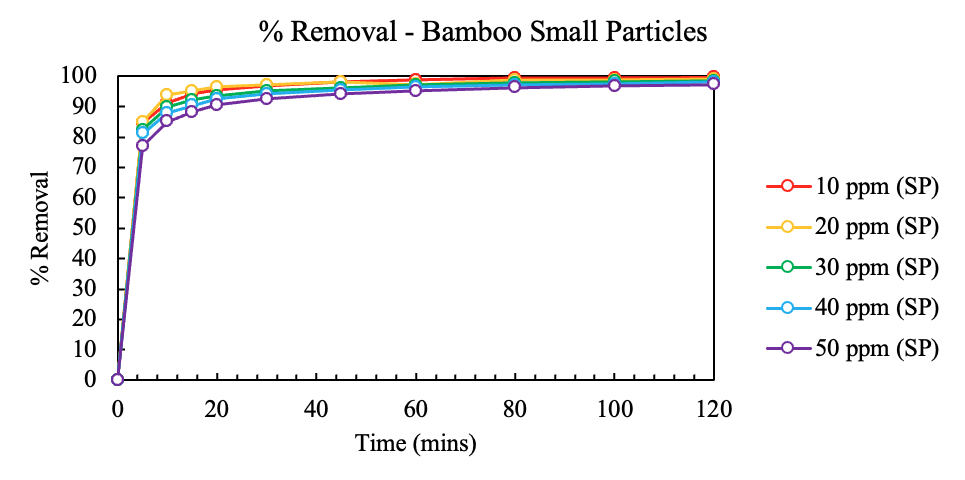 % Removal - Bamboo Small Particles
100
90
80
70
60
50
40
30
20
10
0
% Removal
0 20 40 60 80 100 120
Time (mins)
10 ppm (SP)
20 ppm (SP)
30 ppm (SP)
40 ppm (SP)
50 ppm (SP)